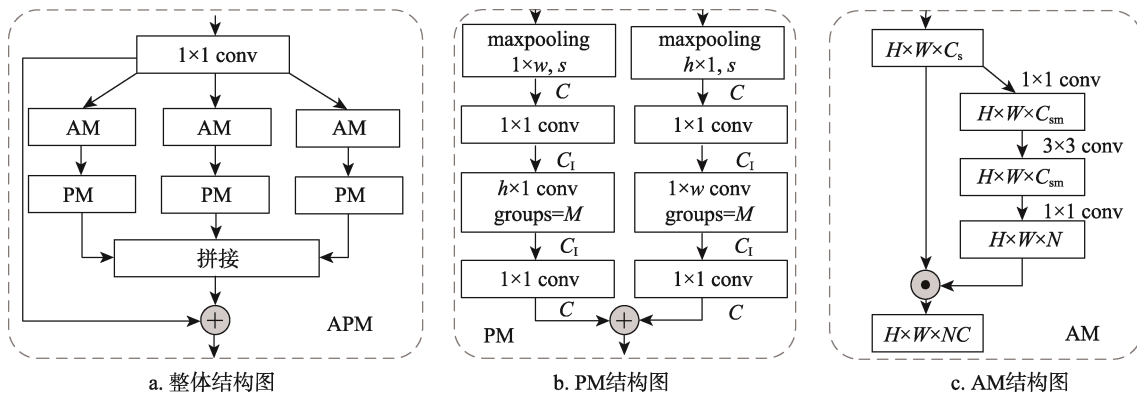 1×1 conv
AM
AM
AM
PM
PM
PM
拼接
+
APM
a. 整体结构图
maxpooling
1×w, s
maxpooling
h×1, s
C
C
1×1 conv
1×1 conv
C_I
C_I
h×1 conv
groups=M
1×w conv
groups=M
C_I
C_I
1×1 conv
1×1 conv
C
C
+
PM
b. PM结构图
H×W×C_s
1×1 conv
H×W×C_sm
3×3 conv
H×W×C_sm
1×1 conv
H×W×N
H×W×NC
AM
c. AM结构图